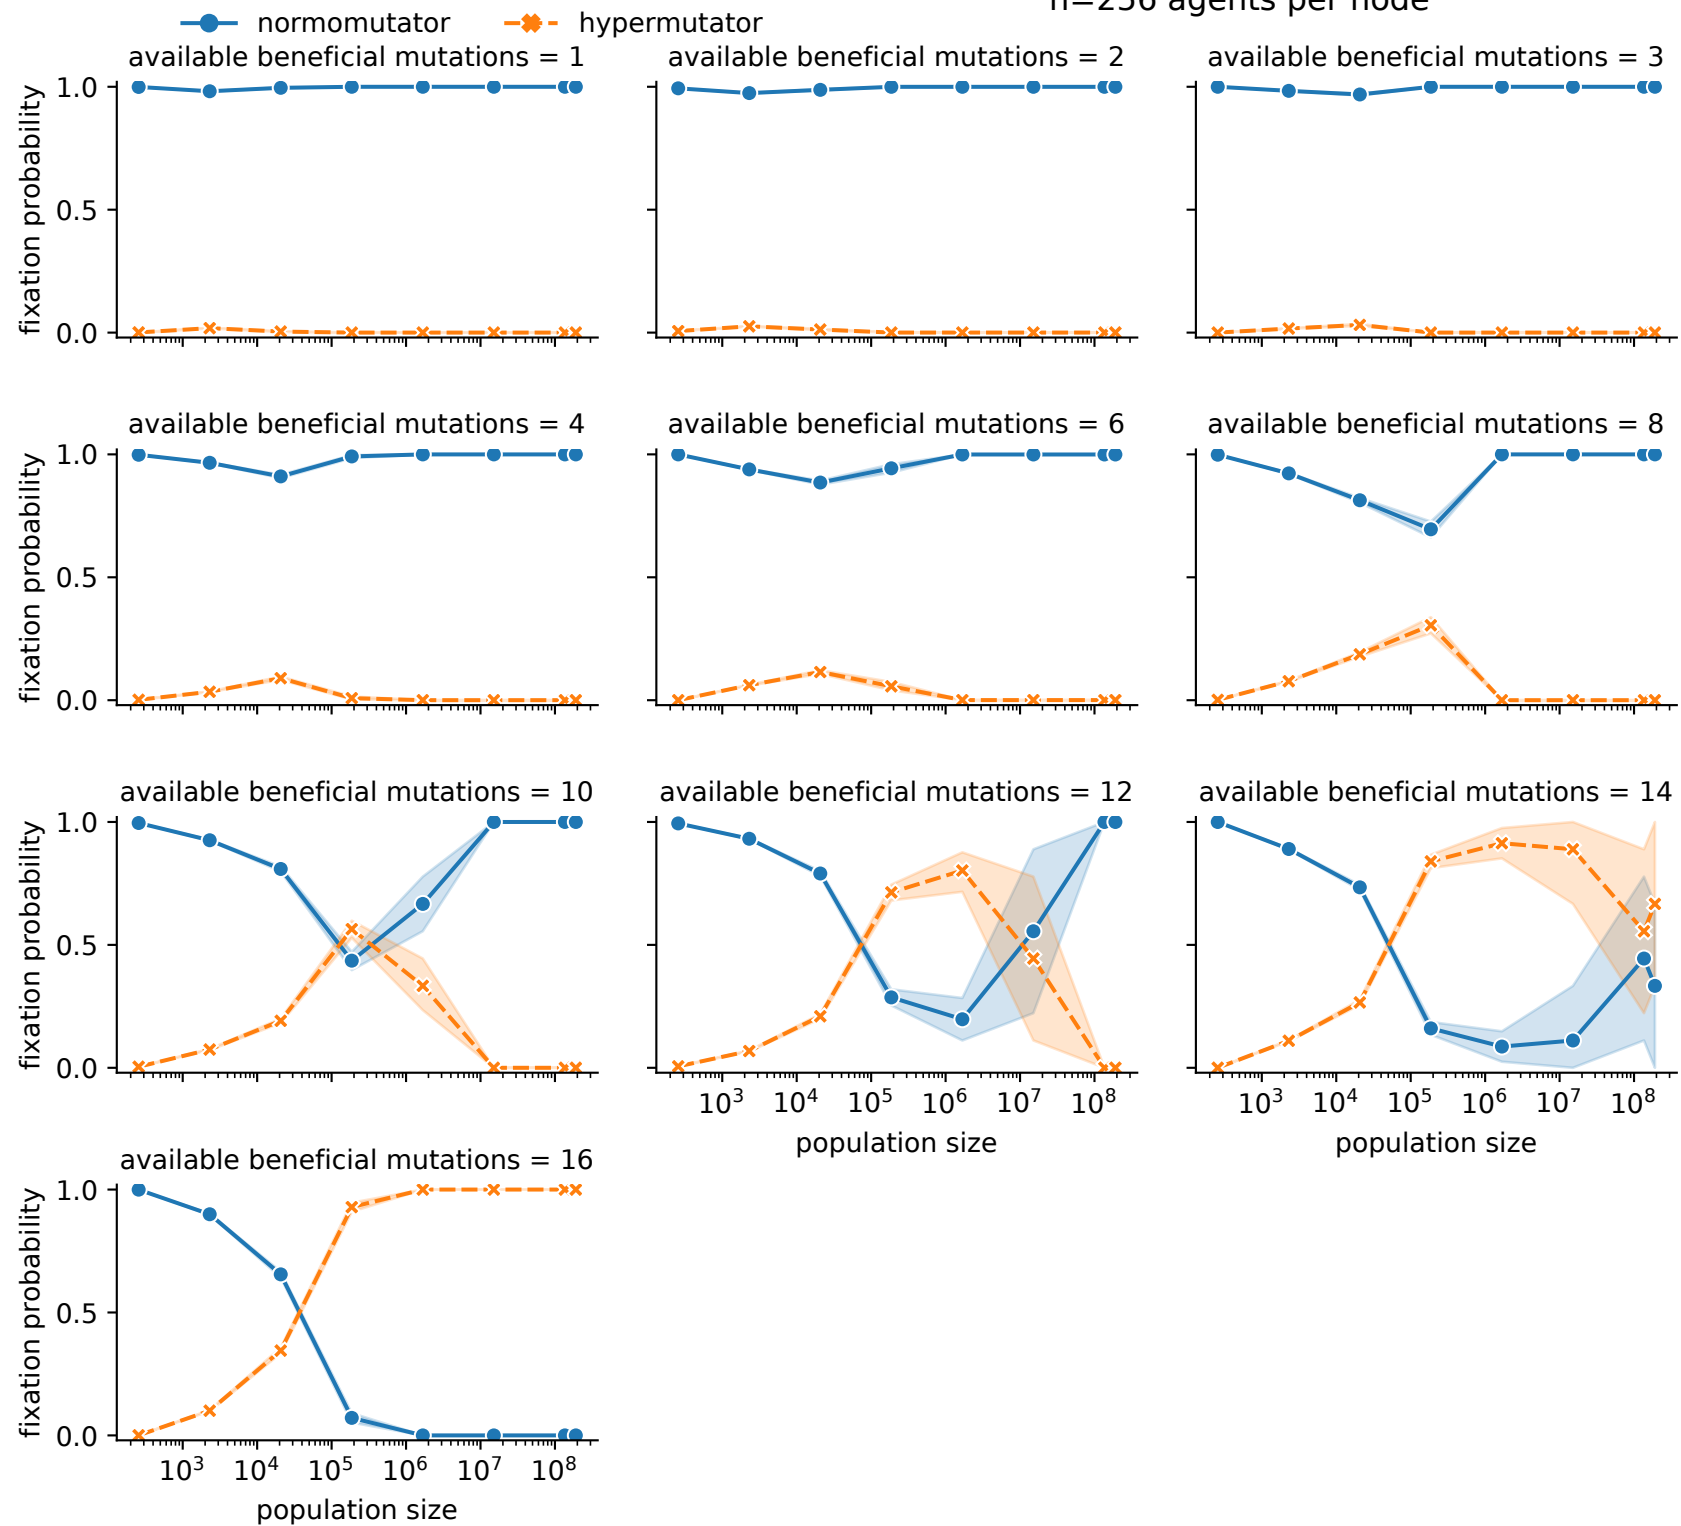 n=256 agents per node
normomutator hypermutator
available beneficial mutations = 1
available beneficial mutations = 2
available beneficial mutations = 3
fixation probability
1.0
0.5
0.0
available beneficial mutations = 4
available beneficial mutations = 6
available beneficial mutations = 8
fixation probability
1.0
0.5
0.0
available beneficial mutations = 10
available beneficial mutations = 12
available beneficial mutations = 14
fixation probability
1.0
0.5
0.0
10³ 10⁴ 10⁵ 10⁶ 10⁷ 10⁸
population size
10³ 10⁴ 10⁵ 10⁶ 10⁷ 10⁸
population size
available beneficial mutations = 16
fixation probability
1.0
0.5
0.0
10³ 10⁴ 10⁵ 10⁶ 10⁷ 10⁸
population size